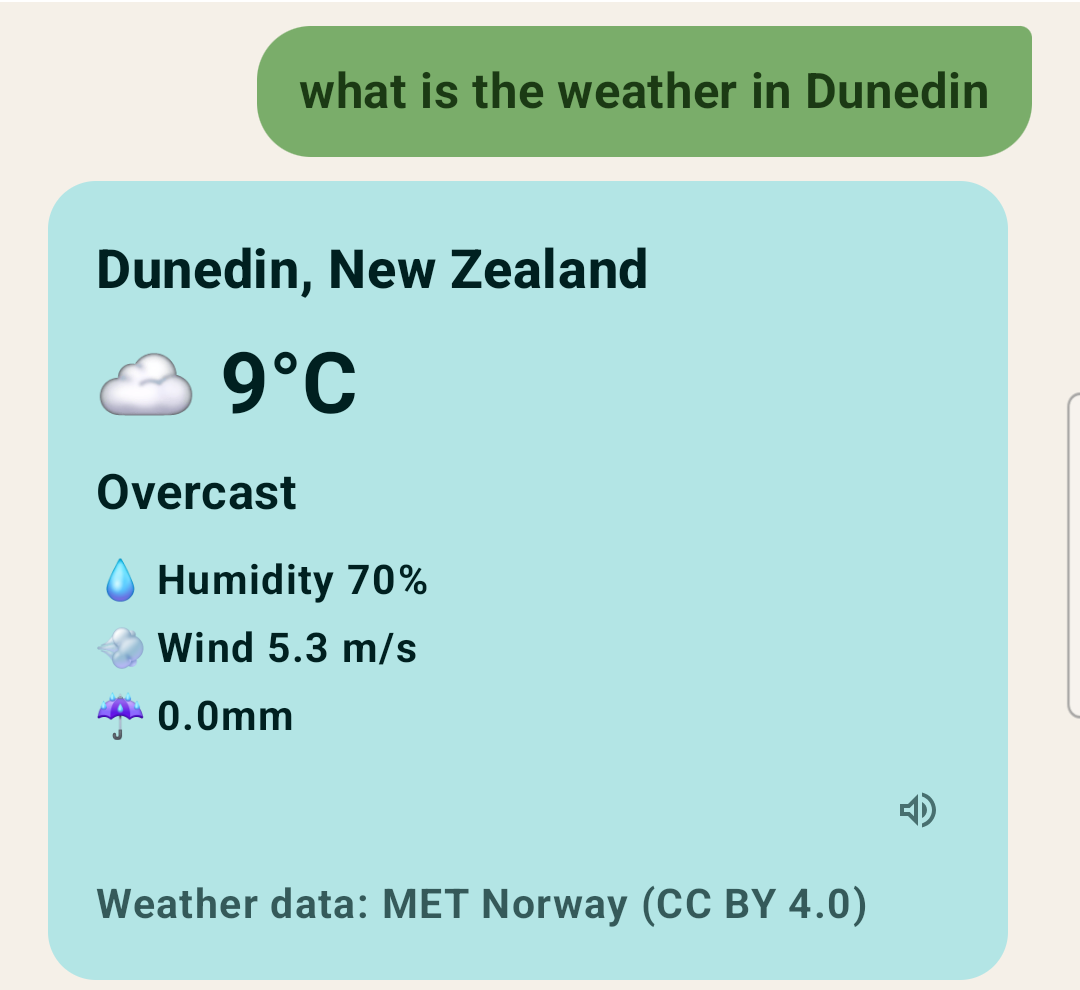 what is the weather in Dunedin
Dunedin, New Zealand
9°C
Overcast
Humidity 70%
Wind 5.3 m/s
0.0mm
Weather data: MET Norway (CC BY 4.0)